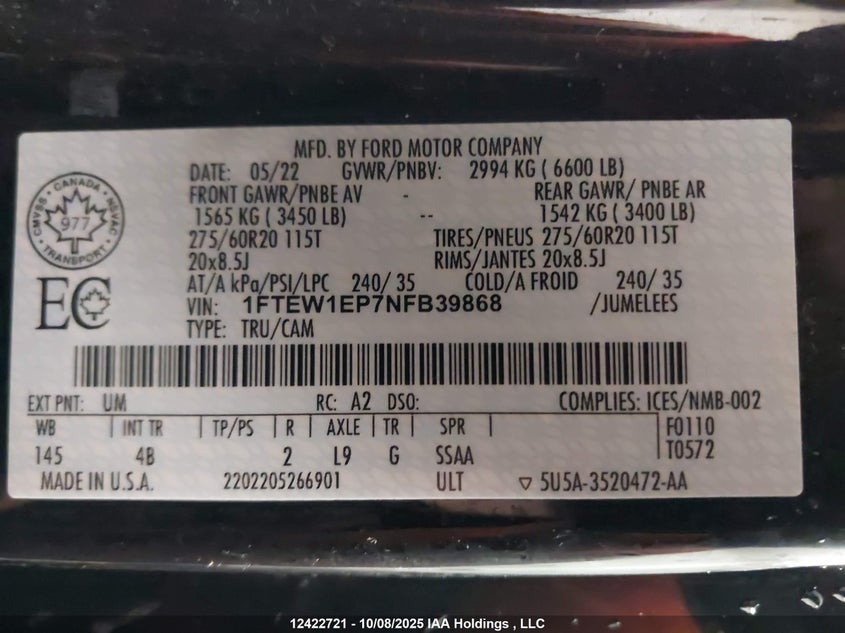 MFD. BY FORD MOTOR COMPANY
DATE: 05/22 GVWR/PNBV: 2994 KG ( 6600 LB)
FRONT GAWR/PNBE AV - REAR GAWR/ PNBE AR
1565 KG ( 3450 LB) -- 1542 KG ( 3400 LB)
275/60R20 115T TIRES/PNEUS 275/60R20 115T
20x8.5J RIMS/JANTES 20x8.5J
AT/A kPa/PSI/LPC 240/ 35 COLD/A FROID 240/ 35
VIN: 1FTEW1EP7NFB39868 /JUMELEES
TYPE: TRU/CAM
CANADA
CMVSS NSVAC
977
TRANSPORT
EC
EXT PNT: UM RC: A2 DSO: COMPLIES: ICES/NMB-002
WB INT TR TP/PS R AXLE TR SPR F0110
145 4B 2 L9 G SSAA T0572
MADE IN U.S.A. 2202205266901 ULT ▽ 5U5A-3520472-AA
12422721 - 10/08/2025 IAA Holdings , LLC